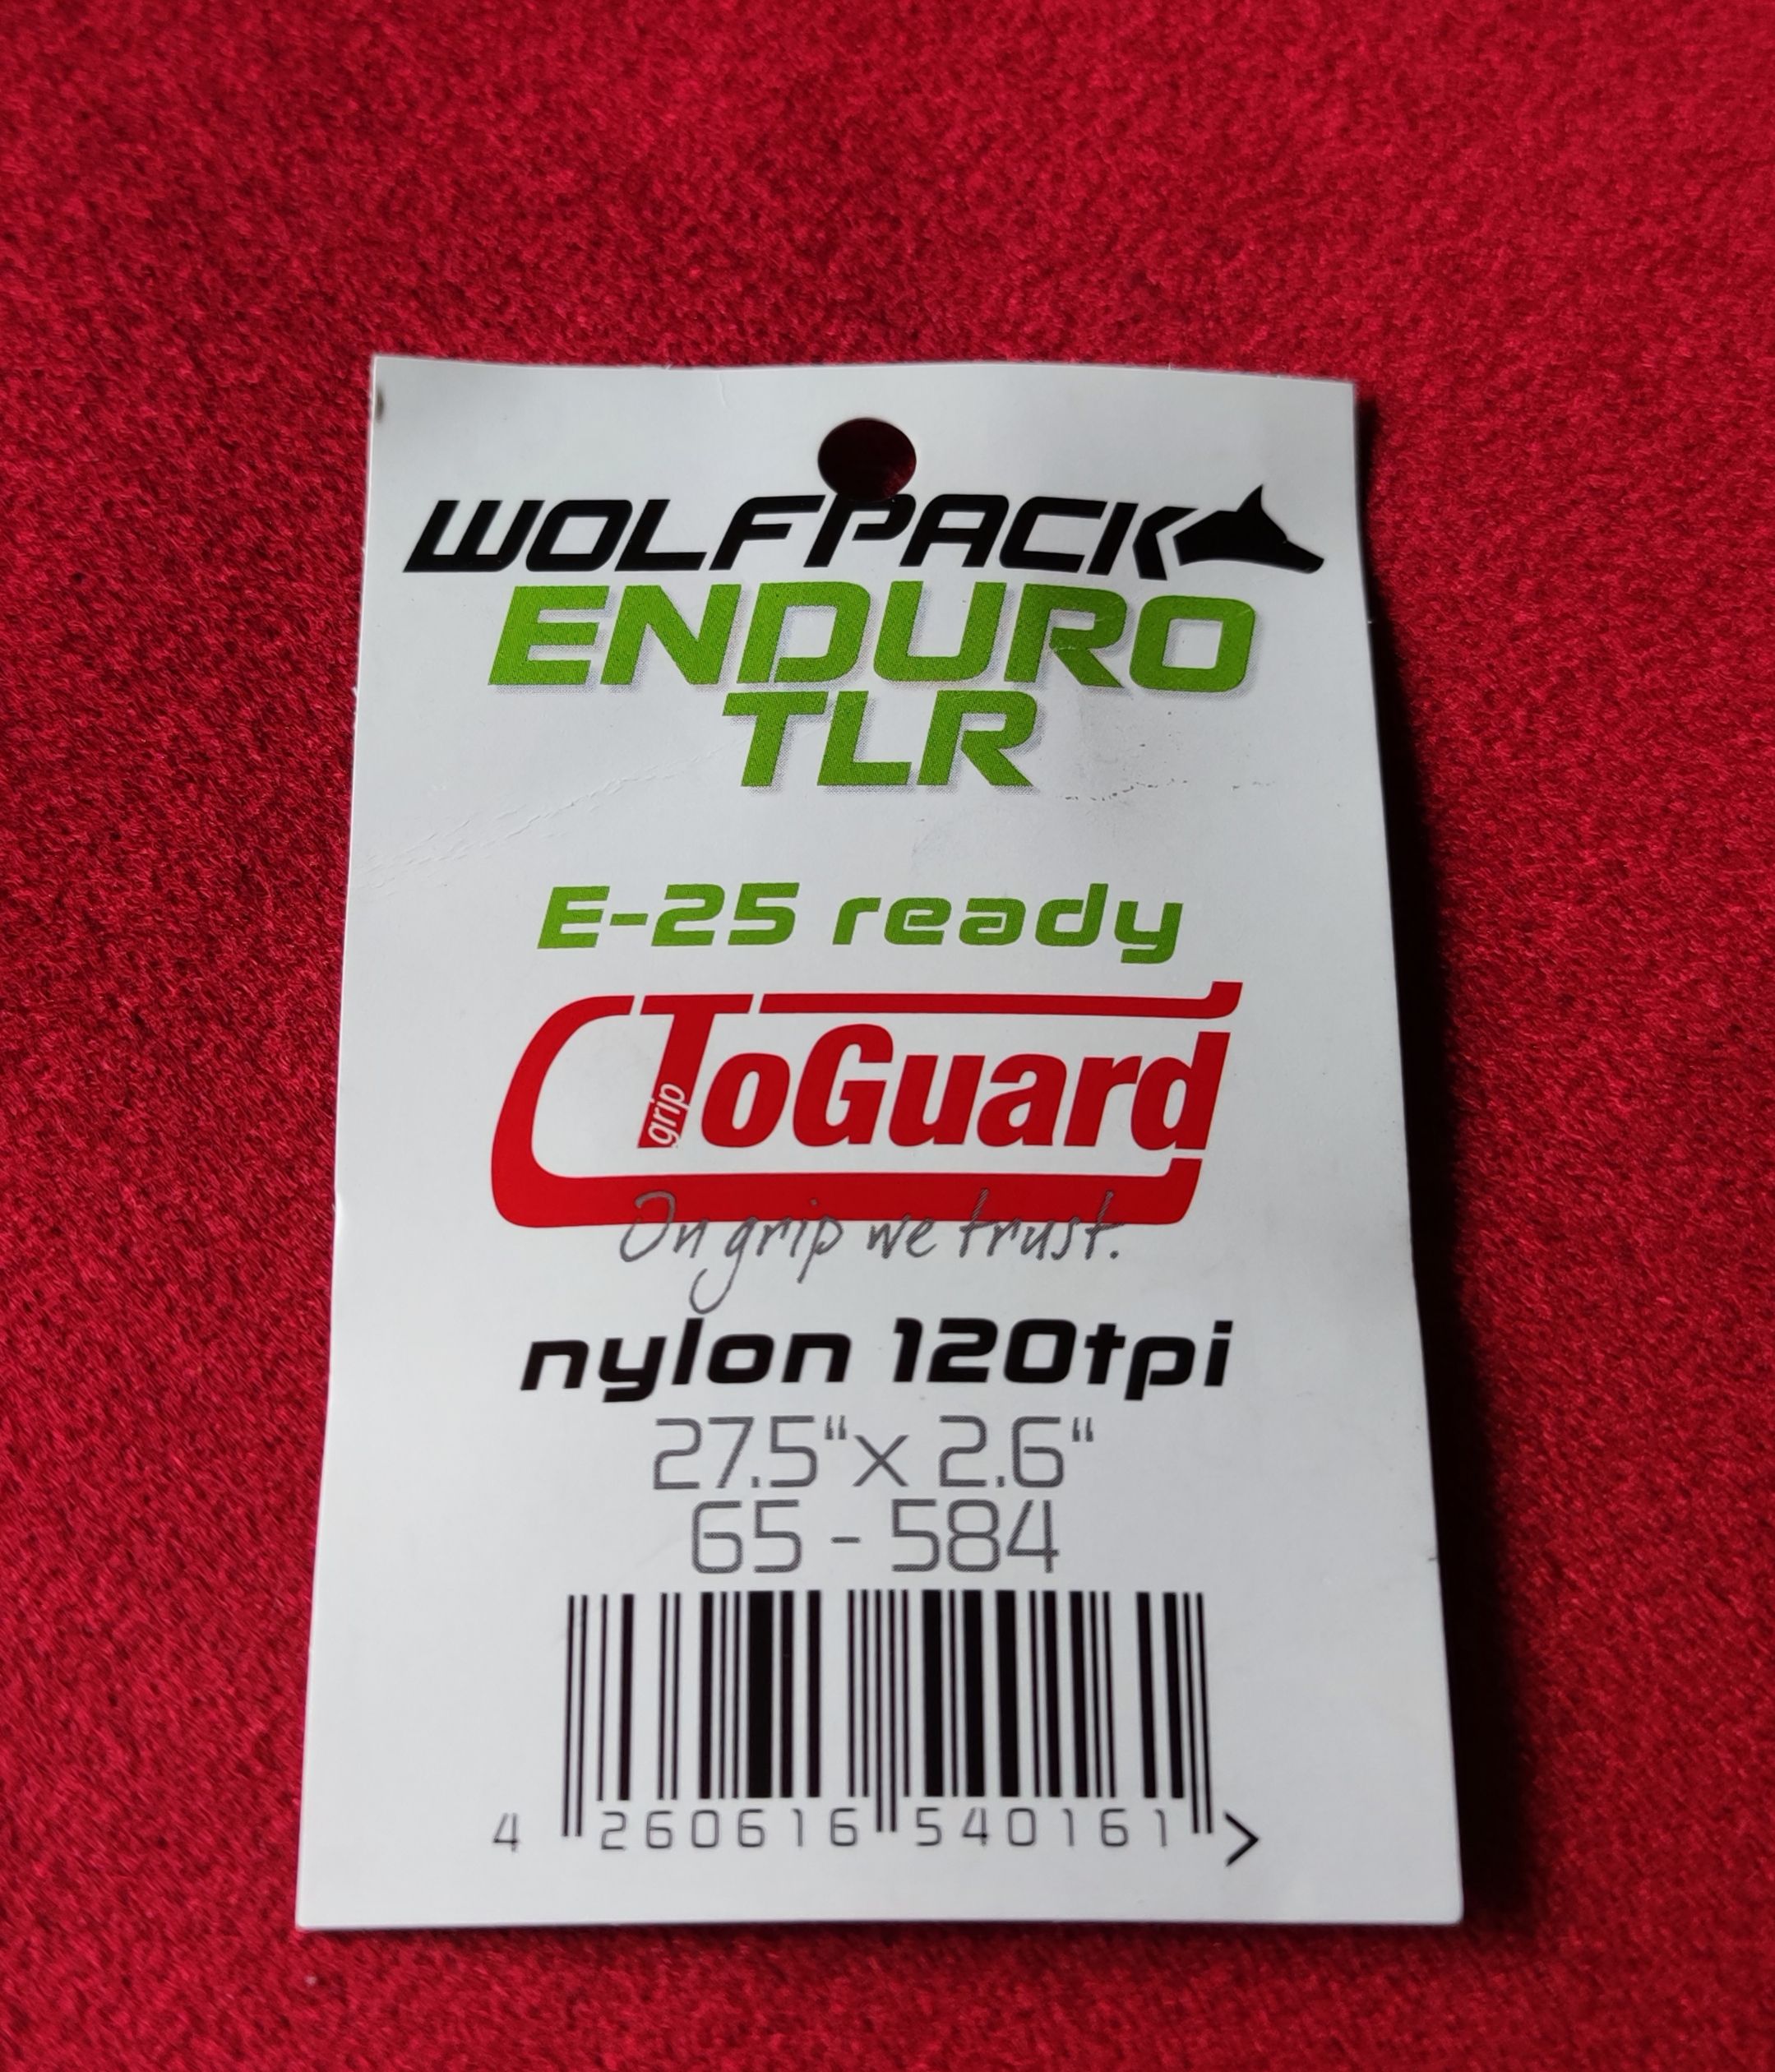 WOLFPACK
ENDURO
TLR
E-25 ready
ToGuard
grip
On grip we trust.
nylon 120tpi
27.5“x 2.6“
65 - 584
4 260616 540161 >